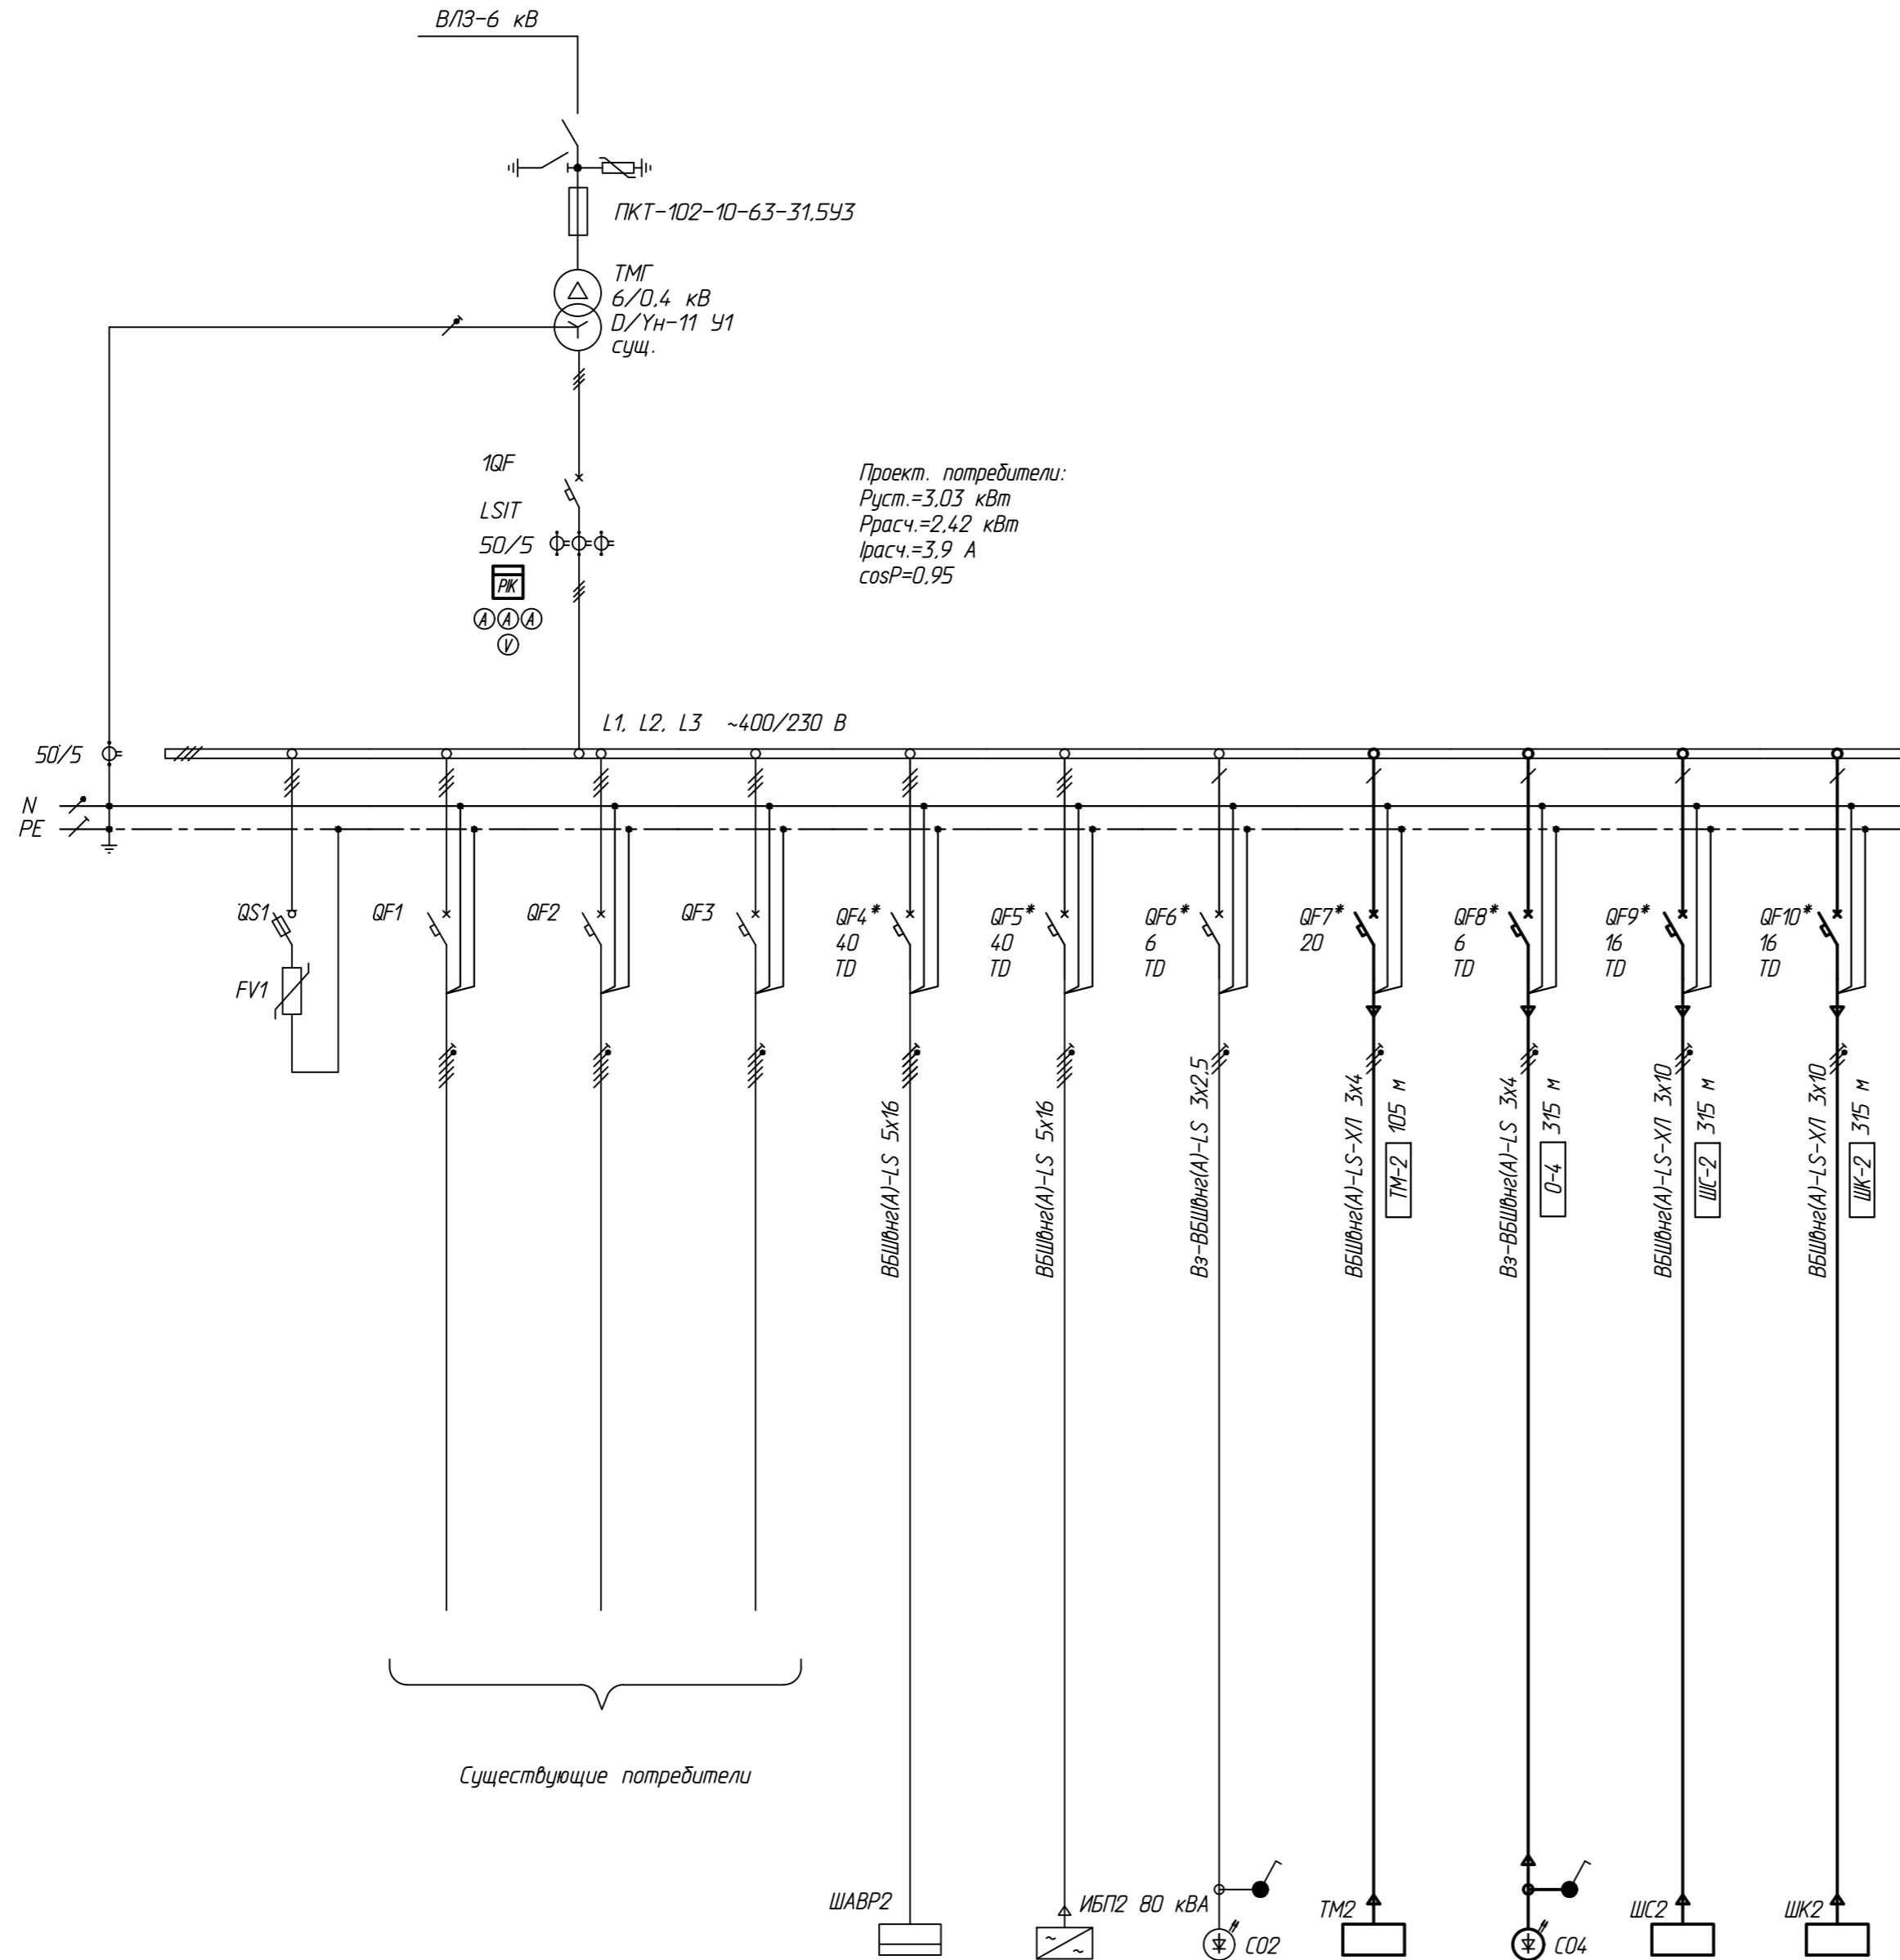 ВЛЗ-6 кВ
ПКТ-102-10-63-31,5У3
ТМГ
6/0,4 кВ
D/Yн-11 У1
сущ.
1QF
LSIT
50/5
PIK
A A A
V
Проект. потребители:
Pуст.=3,03 кВт
Pрасч.=2,42 кВт
Iрасч.=3,9 А
cosP=0,95
L1, L2, L3 ~400/230 В
50/5
N
PE
QS1
FV1
QF1
QF2
QF3
QF4*
40
TD
QF5*
40
TD
QF6*
6
TD
QF7*
20
QF8*
6
TD
QF9*
16
TD
QF10*
16
TD
ВБШвнг(А)-LS 5х16
ВБШвнг(А)-LS 5х16
Вз-ВБШвнг(А)-LS 3х2,5
ВБШвнг(А)-LS-ХЛ 3х4
105 м
ТМ-2
Вз-ВБШвнг(А)-LS 3х4
315 м
О-4
ВБШвнг(А)-LS-ХЛ 3х10
315 м
ШС-2
ВБШвнг(А)-LS-ХЛ 3х10
315 м
ШК-2
Существующие потребители
ШАВР2
ИБП2 80 кВА
СО2
ТМ2
СО4
ШС2
ШК2